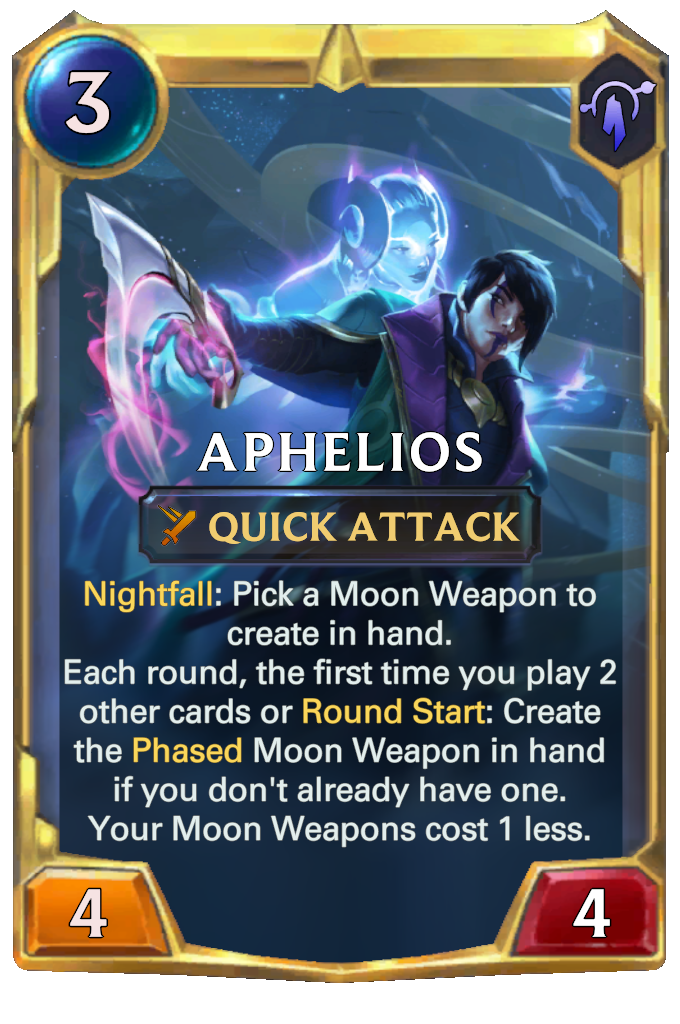 3
APHELIOS
QUICK ATTACK
Nightfall: Pick a Moon Weapon to
create in hand.
Each round, the first time you play 2
other cards or Round Start: Create
the Phased Moon Weapon in hand
if you don't already have one.
Your Moon Weapons cost 1 less.
4
4